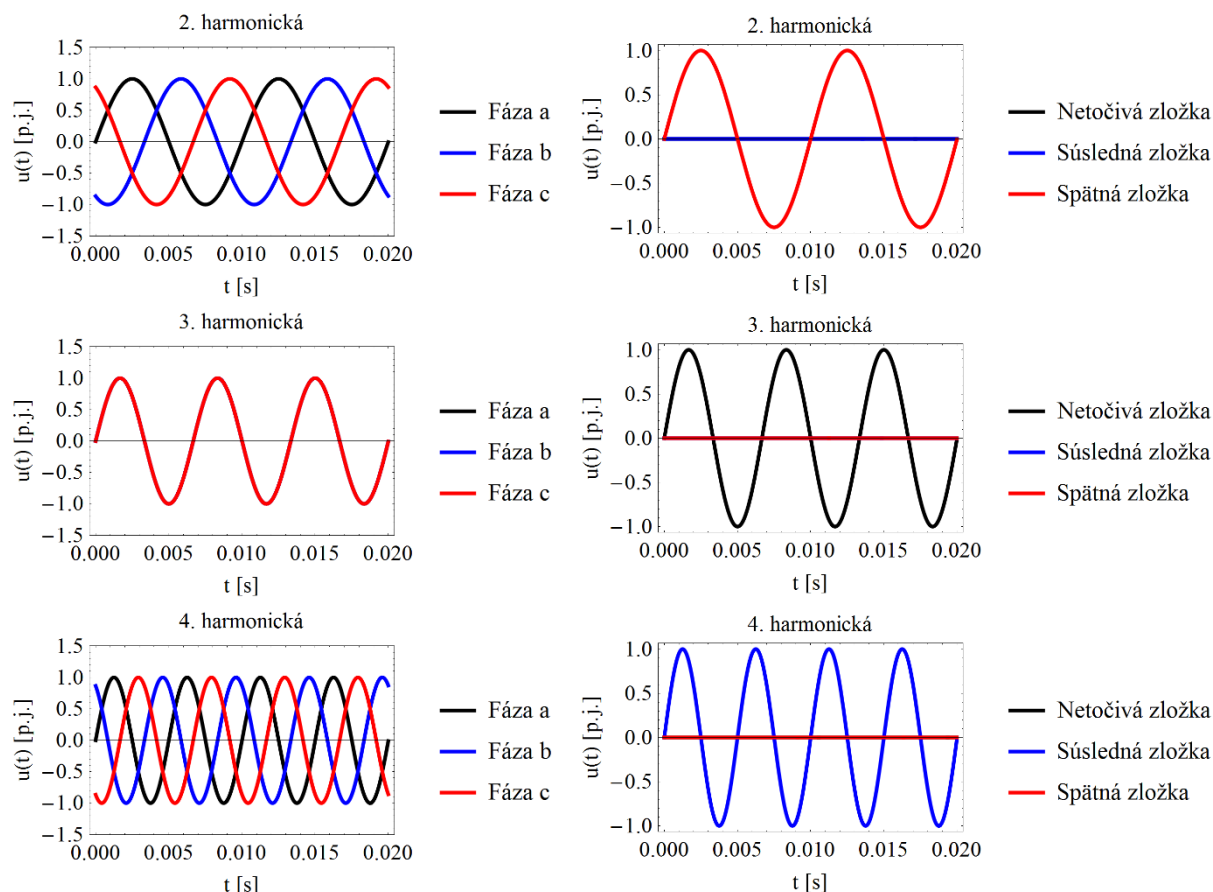 2. harmonická
u(t) [p.j.]
1.5
1.0
0.5
0.0
−0.5
−1.0
−1.5
0.000 0.005 0.010 0.015 0.020
t [s]
Fáza a
Fáza b
Fáza c
2. harmonická
u(t) [p.j.]
1.0
0.5
0.0
−0.5
−1.0
0.000 0.005 0.010 0.015 0.020
t [s]
Netočivá zložka
Súsledná zložka
Spätná zložka
3. harmonická
u(t) [p.j.]
1.5
1.0
0.5
0.0
−0.5
−1.0
−1.5
0.000 0.005 0.010 0.015 0.020
t [s]
Fáza a
Fáza b
Fáza c
3. harmonická
u(t) [p.j.]
1.0
0.5
0.0
−0.5
−1.0
0.000 0.005 0.010 0.015 0.020
t [s]
Netočivá zložka
Súsledná zložka
Spätná zložka
4. harmonická
u(t) [p.j.]
1.5
1.0
0.5
0.0
−0.5
−1.0
−1.5
0.000 0.005 0.010 0.015 0.020
t [s]
Fáza a
Fáza b
Fáza c
4. harmonická
u(t) [p.j.]
1.0
0.5
0.0
−0.5
−1.0
0.000 0.005 0.010 0.015 0.020
t [s]
Netočivá zložka
Súsledná zložka
Spätná zložka